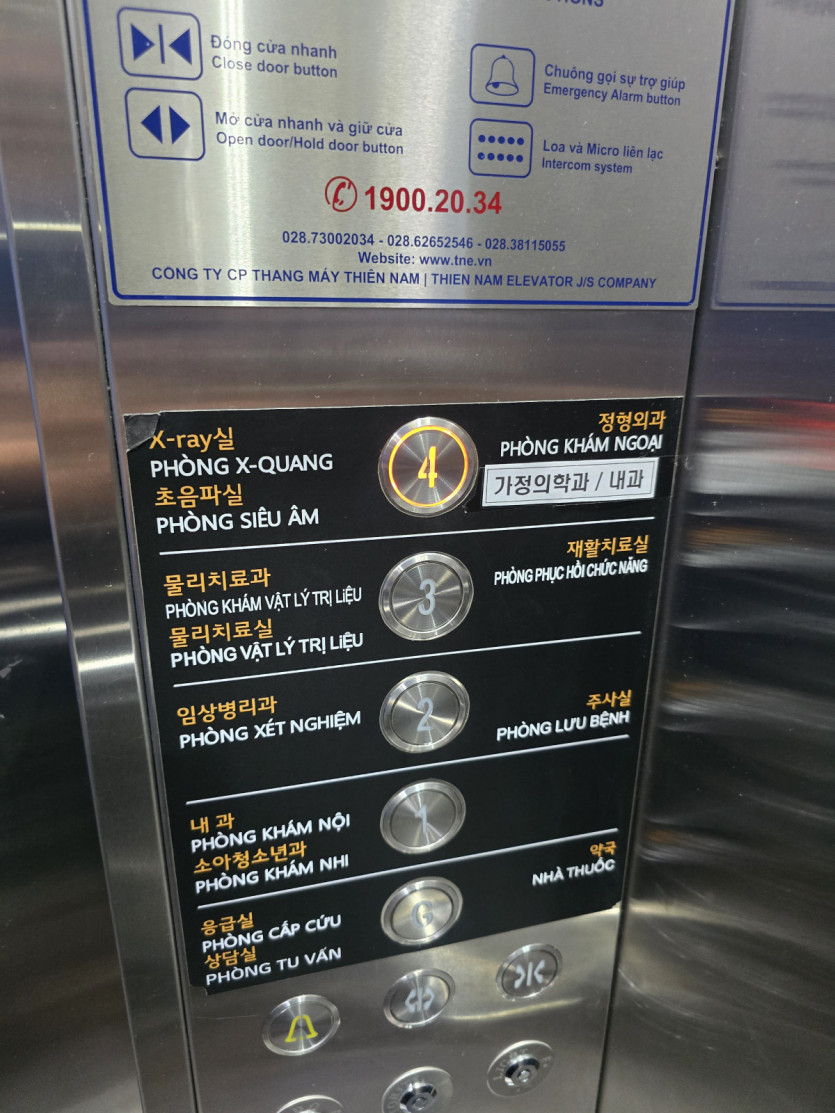 Đóng cửa nhanh
Close door button
Chuông gọi sự trợ giúp
Emergency Alarm button
Mở cửa nhanh và giữ cửa
Open door/Hold door button
Loa và Micro liên lạc
Intercom system
1900.20.34
028.73002034 - 028.62652546 - 028.38115055
Website: www.tne.vn
CÔNG TY CP THANG MÁY THIÊN NAM | THIEN NAM ELEVATOR J/S COMPANY
X-ray실
PHÒNG X-QUANG
초음파실
PHÒNG SIÊU ÂM
4
정형외과
PHÒNG KHÁM NGOẠI
가정의학과 / 내과
물리치료과
PHÒNG KHÁM VẬT LÝ TRỊ LIỆU
물리치료실
PHÒNG VẬT LÝ TRỊ LIỆU
3
재활치료실
PHÒNG PHỤC HỒI CHỨC NĂNG
임상병리과
PHÒNG XÉT NGHIỆM
2
주사실
PHÒNG LƯU BỆNH
내 과
PHÒNG KHÁM NỘI
소아청소년과
PHÒNG KHÁM NHI
1
응급실
PHÒNG CẤP CỨU
상담실
PHÒNG TƯ VẤN
G
약국
NHÀ THUỐC